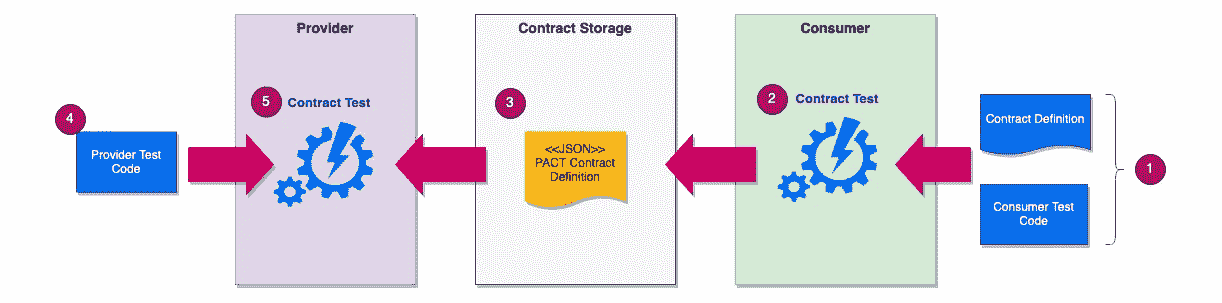 Provider
Contract Storage
Consumer
4
Provider Test
Code
5
Contract Test
3
<<JSON>>
PACT Contract
Definition
2
Contract Test
Contract Definition
Consumer Test
Code
1